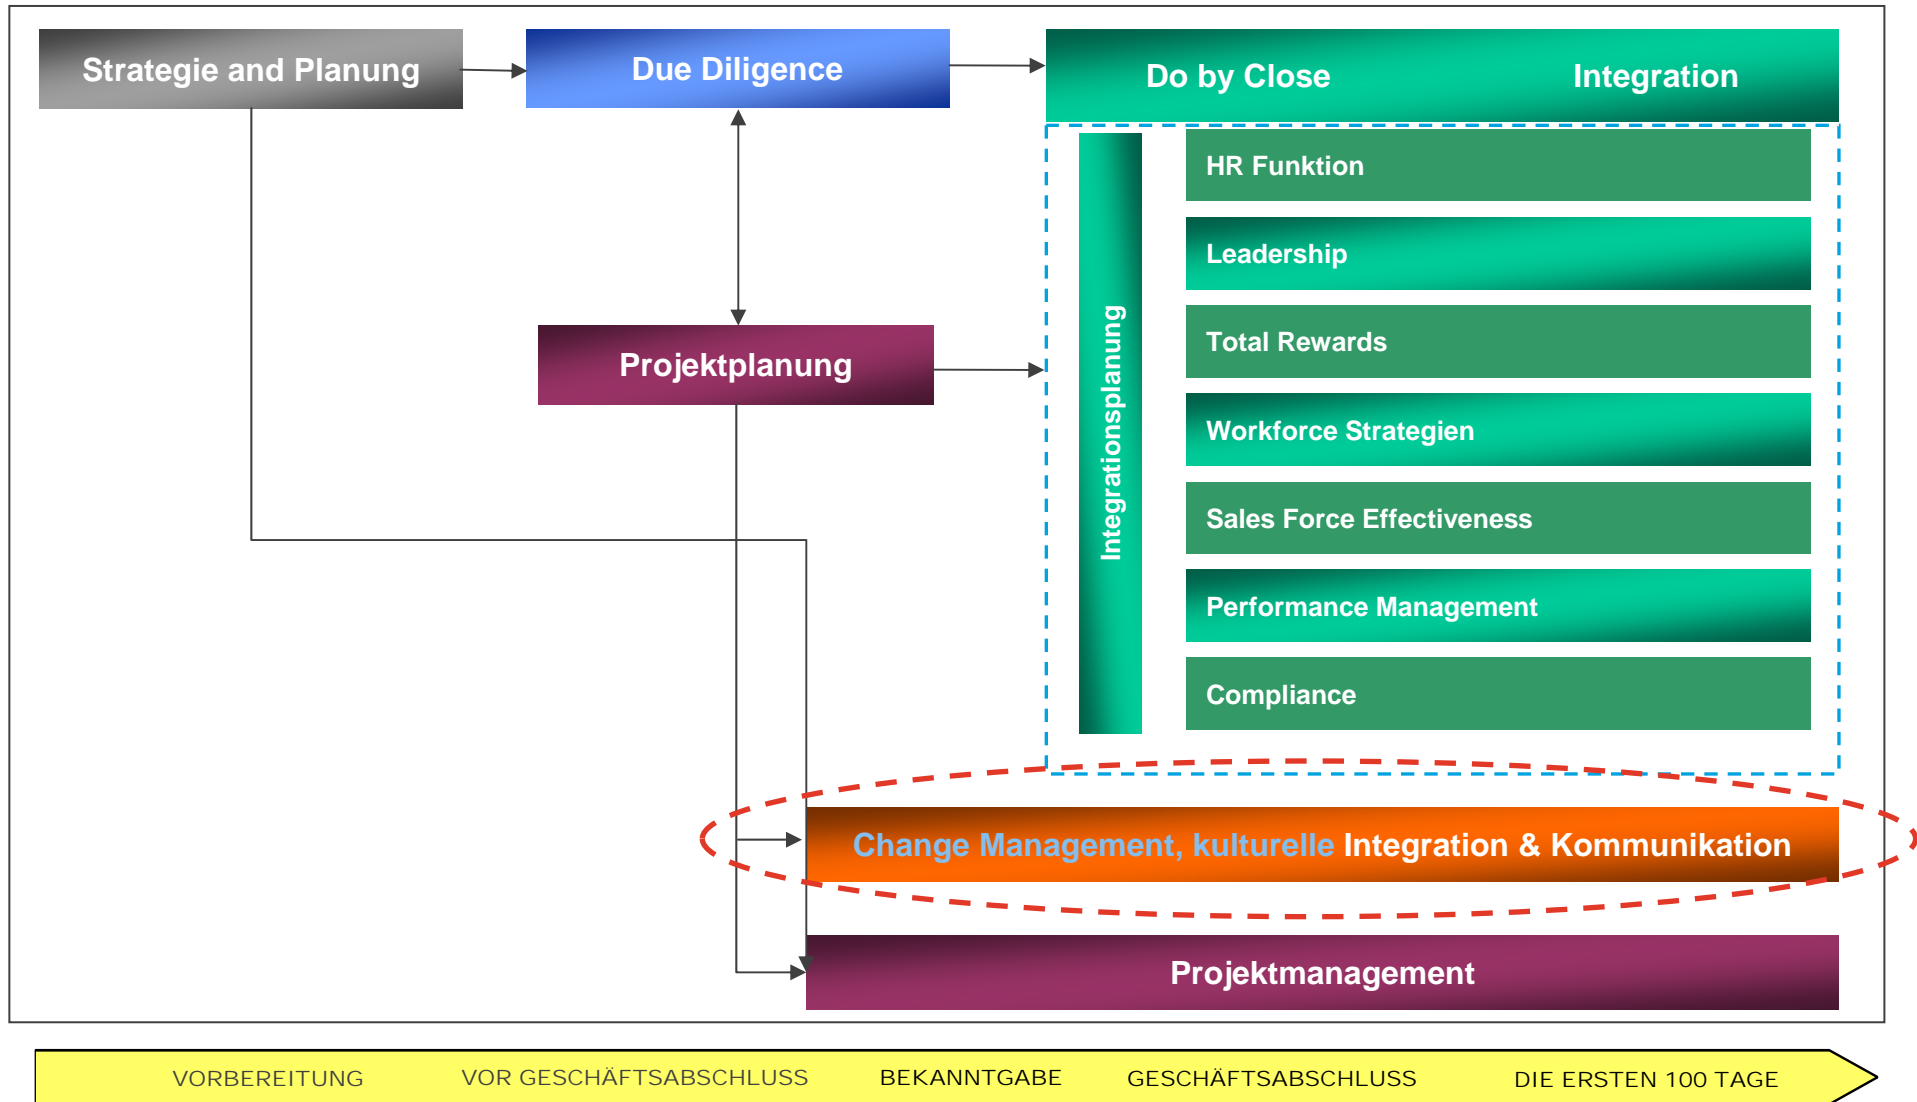 Strategie and Planung
Due Diligence
Do by Close
Integration
HR Funktion
Leadership
Total Rewards
Workforce Strategien
Sales Force Effectiveness
Performance Management
Compliance
Integrationsplanung
Projektplanung
Change Management, kulturelle Integration & Kommunikation
Projektmanagement
VORBEREITUNG
VOR GESCHÄFTSABSCHLUSS
BEKANNTGABE
GESCHÄFTSABSCHLUSS
DIE ERSTEN 100 TAGE